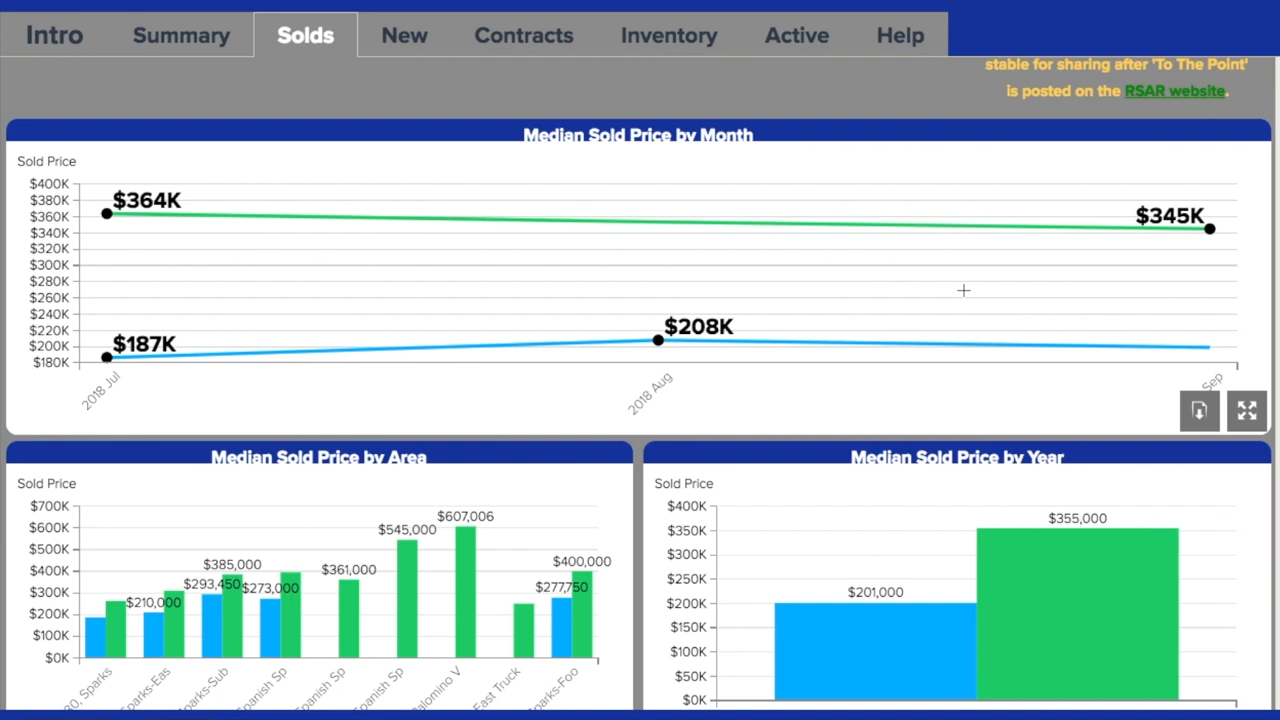 Intro Summary Solds New Contracts Inventory Active Help
stable for sharing after 'To The Point'
is posted on the RSAR website.
Median Sold Price by Month
Sold Price
$400K
$380K
$360K
$340K
$320K
$300K
$280K
$260K
$240K
$220K
$200K
$180K
$364K
$345K
$187K
$208K
2018 Jul
2018 Aug
Sep
Median Sold Price by Area
Sold Price
$700K
$600K
$500K
$400K
$300K
$200K
$100K
$0K
$210,000
$293,450
$385,000
$273,000
$361,000
$545,000
$607,006
$277,750
$400,000
Sparks
Sparks-Eas
Sparks-Sub
Spanish Sp
Spanish Sp
Spanish Sp
Palomino V
East Truck
Sparks-Foo
Median Sold Price by Year
Sold Price
$400K
$350K
$300K
$250K
$200K
$150K
$100K
$50K
$0K
$201,000
$355,000